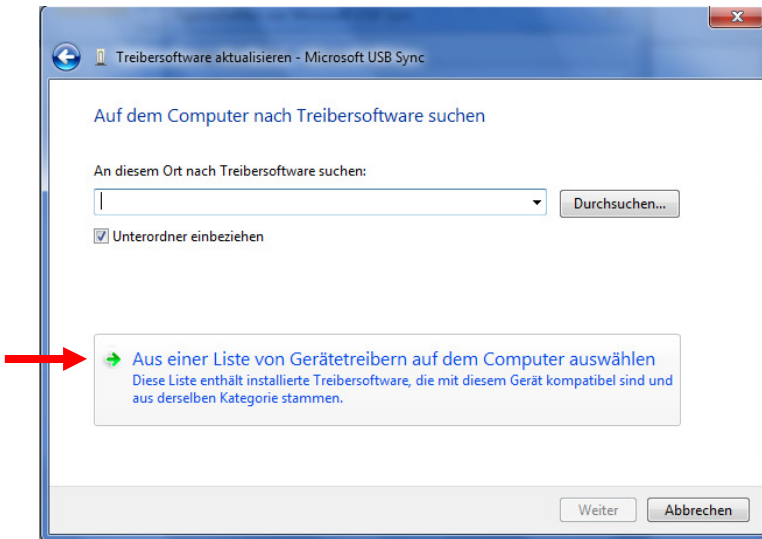 Treibersoftware aktualisieren - Microsoft USB Sync
Auf dem Computer nach Treibersoftware suchen
An diesem Ort nach Treibersoftware suchen:
Durchsuchen...
Unterordner einbeziehen
Aus einer Liste von Gerätetreibern auf dem Computer auswählen
Diese Liste enthält installierte Treibersoftware, die mit diesem Gerät kompatibel sind und
aus derselben Kategorie stammen.
Weiter
Abbrechen